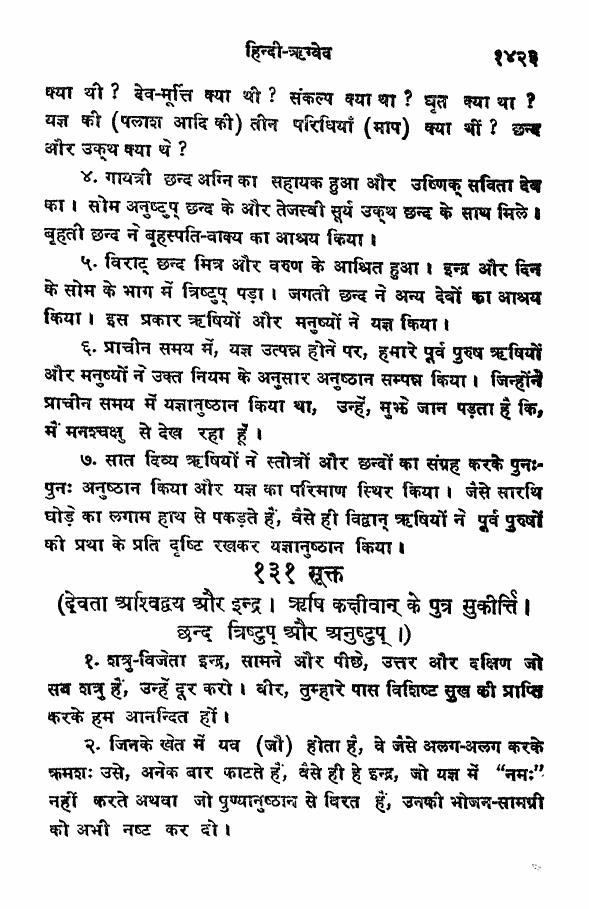 हिन्दी-ऋग्वेद १४२३
क्या थी ? देव-मूर्त्ति क्या थी ? संकल्प क्या था ? घृत क्या था ?
यज्ञ की (पलाश आदि की) तीन परिधियाँ (माप) क्या थीं ? छन्द
और उक्थ क्या थे ?
४. गायत्री छन्द अग्नि का सहायक हुआ और उष्णिक् सविता देव
का। सोम अनुष्टुप् छन्द के और तेजस्वी सूर्य उक्थ छन्द के साथ मिले।
बृहती छन्द ने बृहस्पति-वाक्य का आश्रय किया।
५. विराट् छन्द मित्र और वरुण के आश्रित हुआ। इन्द्र और दिन
के सोम के भाग में त्रिष्टुप् पड़ा। जगती छन्द ने अन्य देवों का आश्रय
किया। इस प्रकार ऋषियों और मनुष्यों ने यज्ञ किया।
६. प्राचीन समय में, यज्ञ उत्पन्न होने पर, हमारे पूर्व पुरुष ऋषियों
और मनुष्यों ने उक्त नियम के अनुसार अनुष्ठान सम्पन्न किया। जिन्होंने
प्राचीन समय में यज्ञानुष्ठान किया था, उन्हें, मुझे जान पड़ता है कि,
मैं मनश्चक्षु से देख रहा हूँ।
७. सात दिव्य ऋषियों ने स्तोत्रों और छन्दों का संग्रह करके पुनः-
पुनः अनुष्ठान किया और यज्ञ का परिमाण स्थिर किया। जैसे सारथि
घोड़े का लगाम हाथ से पकड़ते हैं, वैसे ही विद्वान् ऋषियों ने पूर्व पुरुषों
की प्रथा के प्रति दृष्टि रखकर यज्ञानुष्ठान किया।
१३१ सूक्त
(देवता अश्विद्वय और इन्द्र। ऋषि कक्षीवान् के पुत्र सुकीर्त्ति।
छन्द त्रिष्टुप् और अनुष्टुप्।)
१. शत्रु-विजेता इन्द्र, सामने और पीछे, उत्तर और दक्षिण जो
सब शत्रु हैं, उन्हें दूर करो। वीर, तुम्हारे पास विशिष्ट सुख की प्राप्ति
करके हम आनन्दित हों।
२. जिनके खेत में यव (जौ) होता है, वे जैसे अलग-अलग करके
क्रमशः उसे, अनेक बार काटते हैं, वैसे ही हे इन्द्र, जो यज्ञ में "नमः"
नहीं करते अथवा जो पुण्यानुष्ठान से विरत हैं, उनकी भोजन-सामग्री
को अभी नष्ट कर दो।